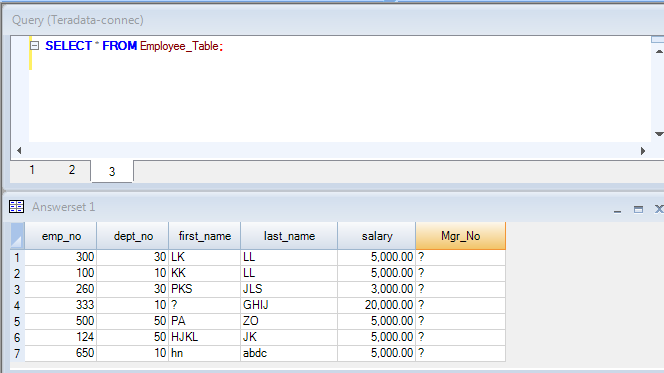 Query (Teradata-connec)
SELECT * FROM Employee_Table;
1 2 3
Answerset 1
emp_no dept_no first_name last_name salary Mgr_No
1 300 30 LK LL 5,000.00 ?
2 100 10 KK LL 5,000.00 ?
3 260 30 PKS JLS 3,000.00 ?
4 333 10 ? GHIJ 20,000.00 ?
5 500 50 PA ZO 5,000.00 ?
6 124 50 HJKL JK 5,000.00 ?
7 650 10 hn abdc 5,000.00 ?